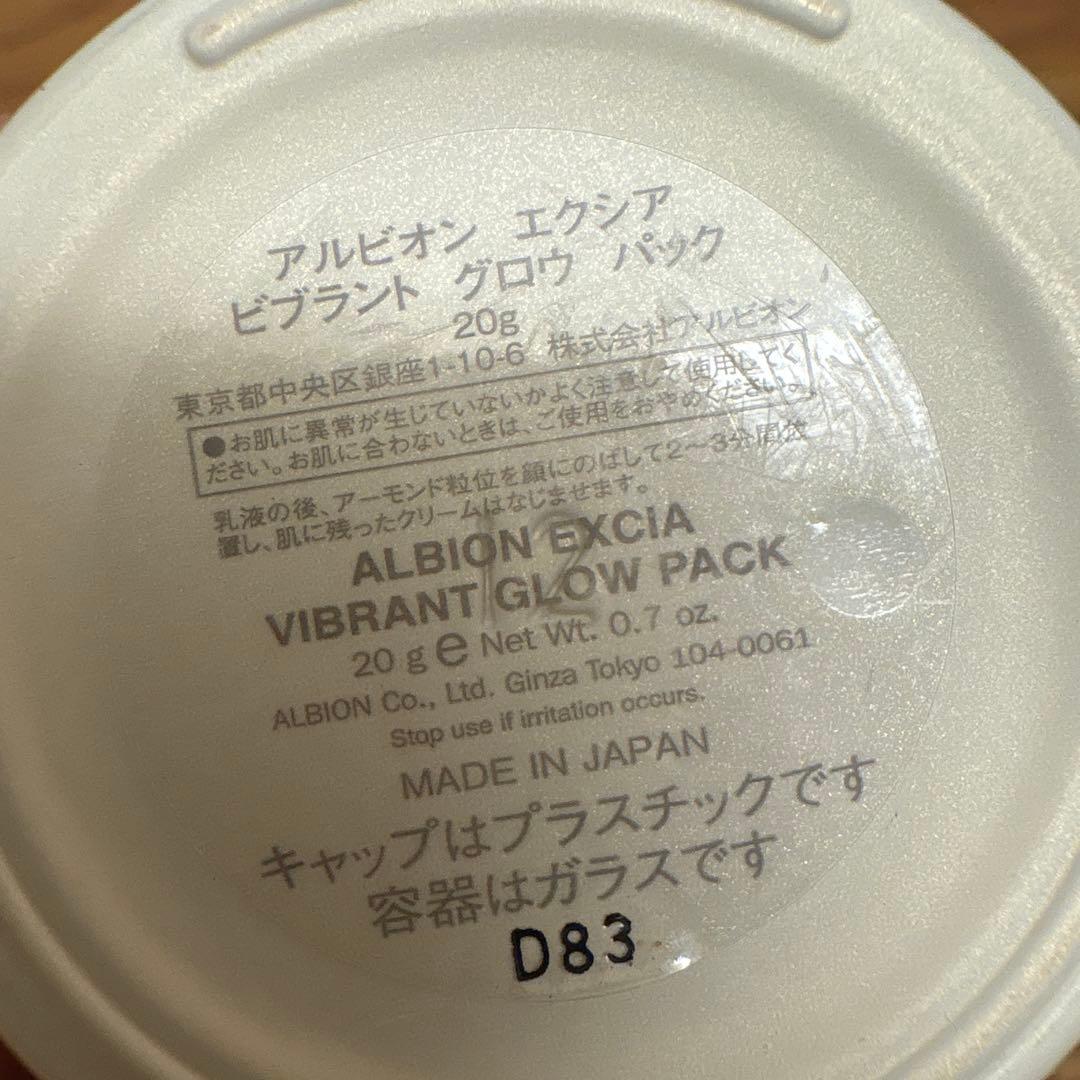 アルビオン エクシア
ビブラント グロウ パック
20g
東京都中央区銀座1-10-6 株式会社アルビオン
●お肌に異常が生じていないかよく注意して使用してく
ださい。お肌に合わないときは、ご使用をおやめください。
乳液の後、アーモンド粒位を顔にのばして2〜3分間放
置し、肌に残ったクリームはなじませます。
ALBION EXCIA
VIBRANT GLOW PACK
20 g e Net Wt. 0.7 oz.
ALBION Co., Ltd. Ginza Tokyo 104-0061
Stop use if irritation occurs.
MADE IN JAPAN
キャップはプラスチックです
容器はガラスです
D83
12